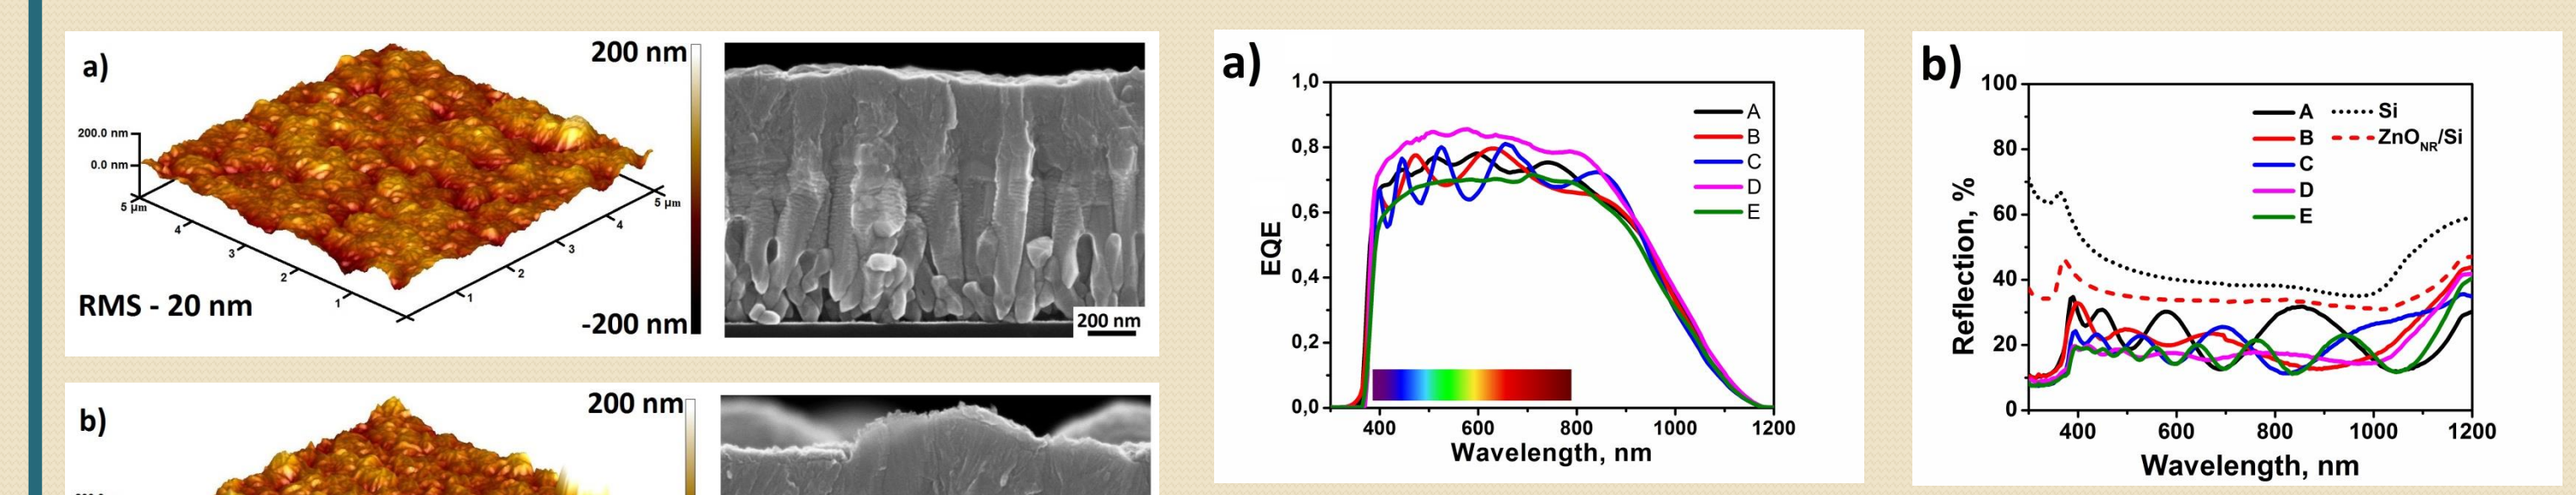 a)
200 nm
200.0 nm
0.0 nm
5 µm
4
3
2
1
1
2
3
4
5 µm
RMS - 20 nm
-200 nm
200 nm
b)
200 nm
a)
1,0
0,8
0,6
0,4
0,2
0,0
EQE
A
B
C
D
E
400 600 800 1000 1200
Wavelength, nm
b)
100
80
60
40
20
0
Reflection, %
A Si
B ZnO_NR/Si
C
D
E
400 600 800 1000 1200
Wavelength, nm